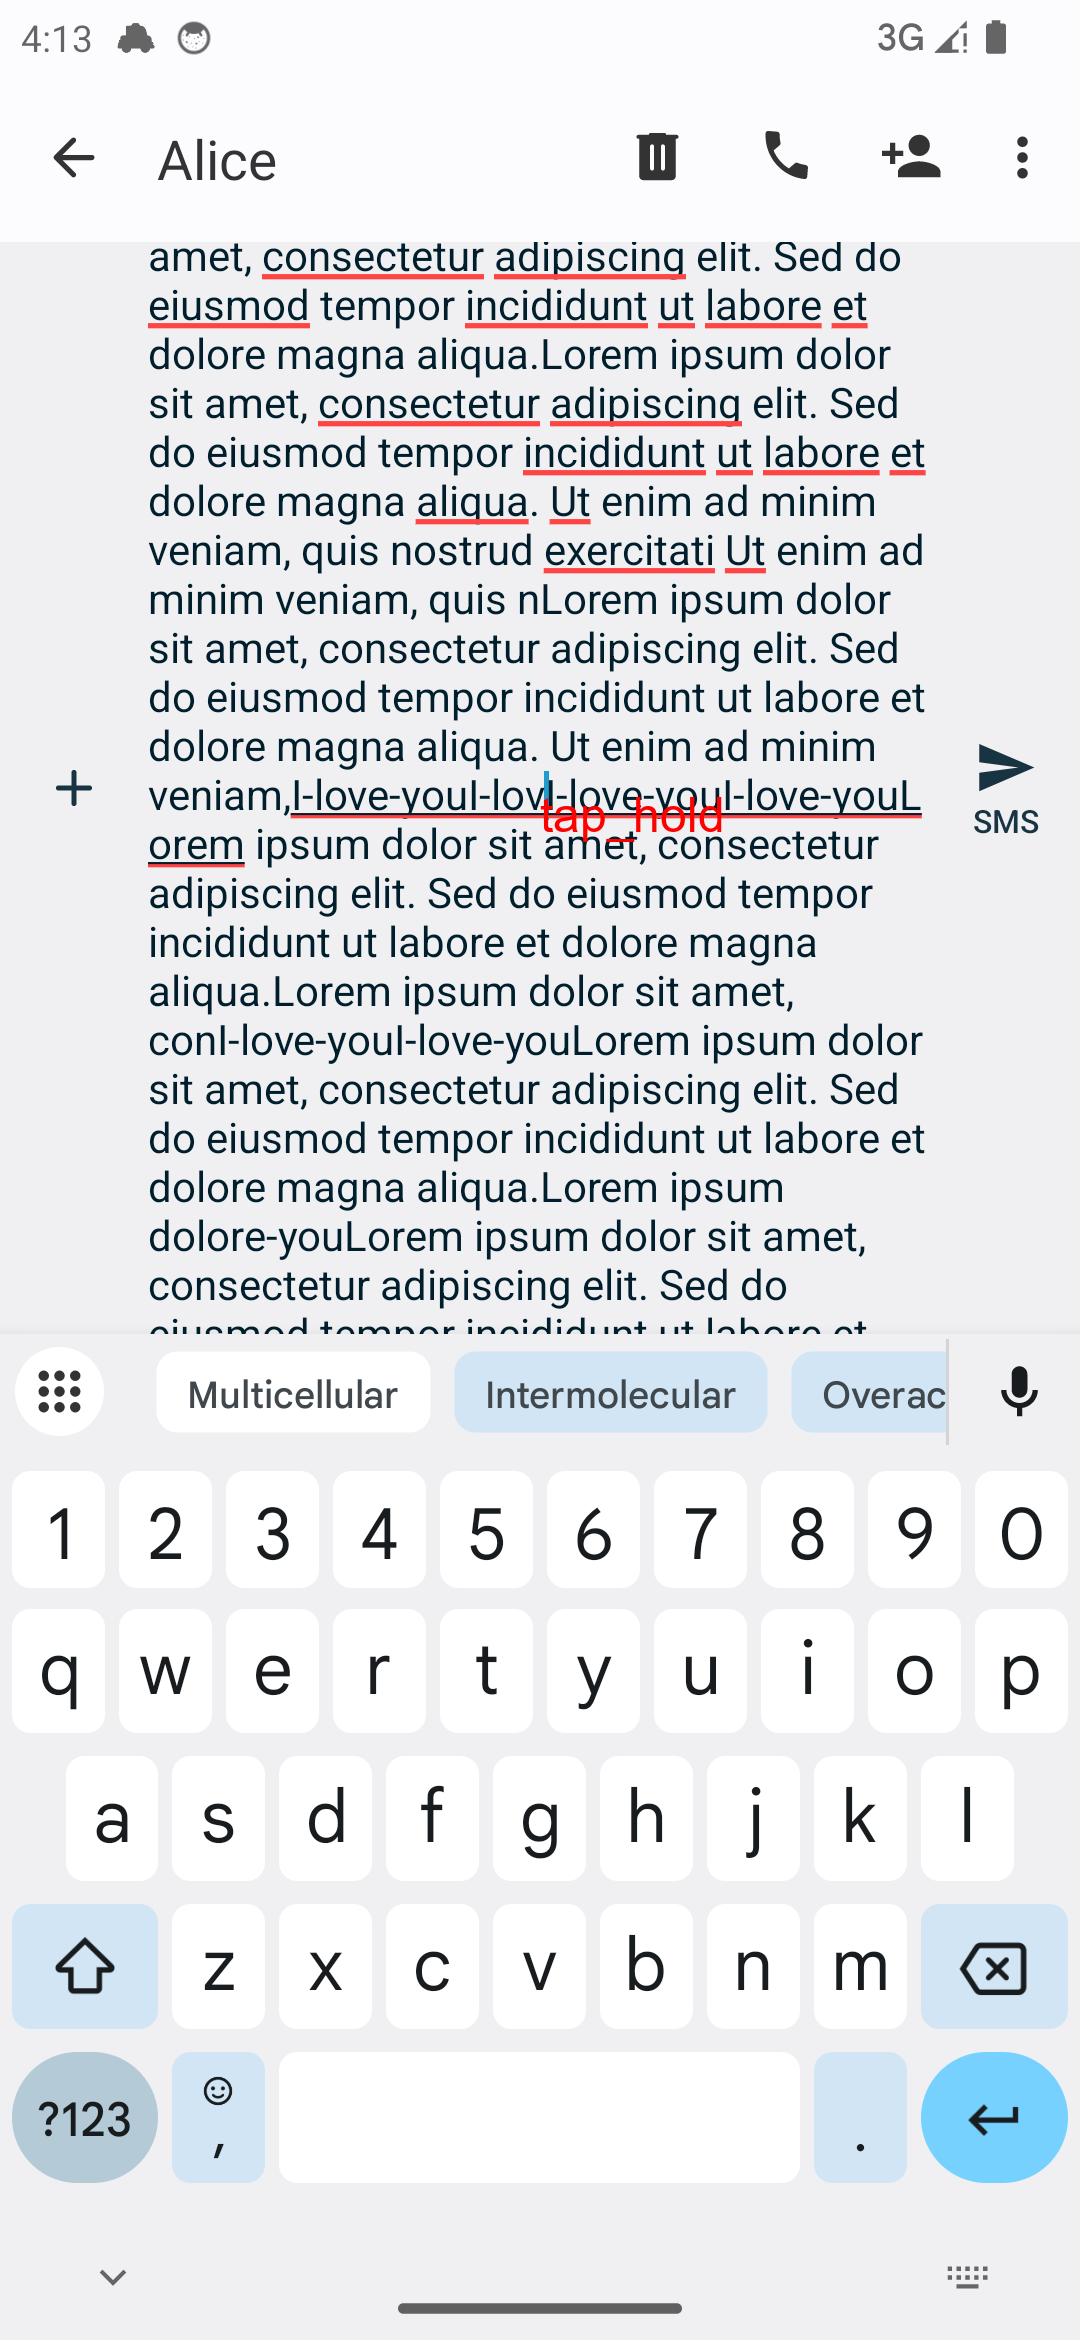 4:13
3G
Alice
amet, consectetur adipiscing elit. Sed do
eiusmod tempor incididunt ut labore et
dolore magna aliqua.Lorem ipsum dolor
sit amet, consectetur adipiscing elit. Sed
do eiusmod tempor incididunt ut labore et
dolore magna aliqua. Ut enim ad minim
veniam, quis nostrud exercitati Ut enim ad
minim veniam, quis nLorem ipsum dolor
sit amet, consectetur adipiscing elit. Sed
do eiusmod tempor incididunt ut labore et
dolore magna aliqua. Ut enim ad minim
veniam,I-love-youI-lovI-love-youI-love-youL
tap_hold
SMS
orem ipsum dolor sit amet, consectetur
adipiscing elit. Sed do eiusmod tempor
incididunt ut labore et dolore magna
aliqua.Lorem ipsum dolor sit amet,
conI-love-youI-love-youLorem ipsum dolor
sit amet, consectetur adipiscing elit. Sed
do eiusmod tempor incididunt ut labore et
dolore magna aliqua.Lorem ipsum
dolore-youLorem ipsum dolor sit amet,
consectetur adipiscing elit. Sed do
eiusmod tempor incididunt ut labore et
Multicellular Intermolecular Overac
1 2 3 4 5 6 7 8 9 0
q w e r t y u i o p
a s d f g h j k l
z x c v b n m
?123 , .